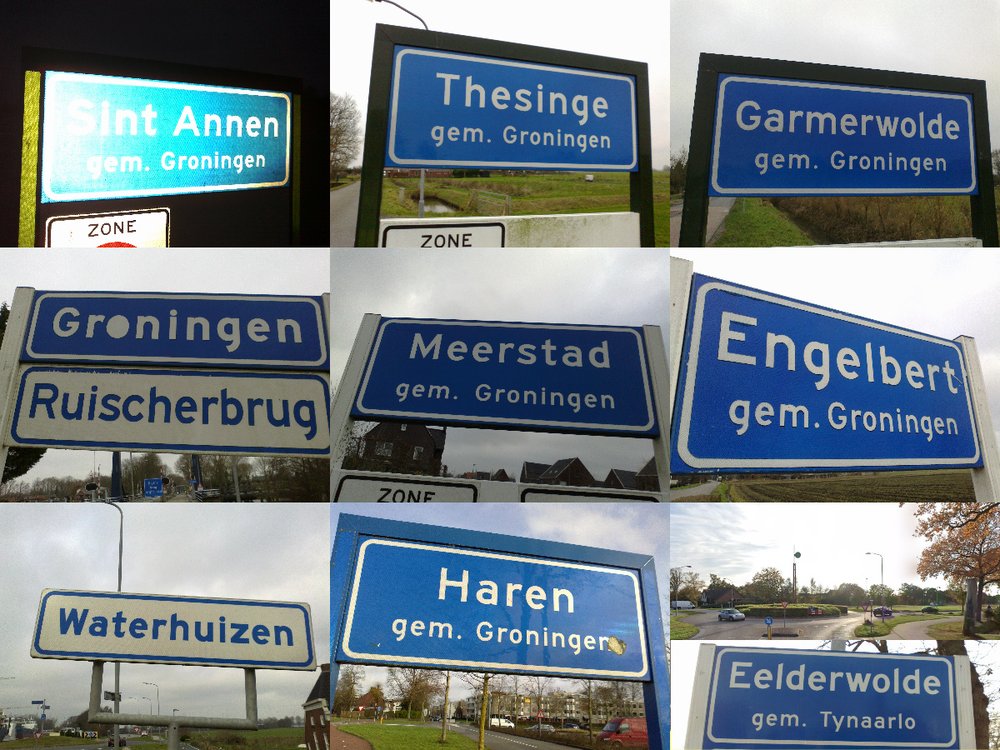 Sint Annen
gem. Groningen
ZONE
Thesinge
gem. Groningen
ZONE
Garmerwolde
gem. Groningen
Groningen
Ruischerbrug
Meerstad
gem. Groningen
ZONE
Engelbert
gem. Groningen
Waterhuizen
Haren
gem. Groningen
Eelderwolde
gem. Tynaarlo